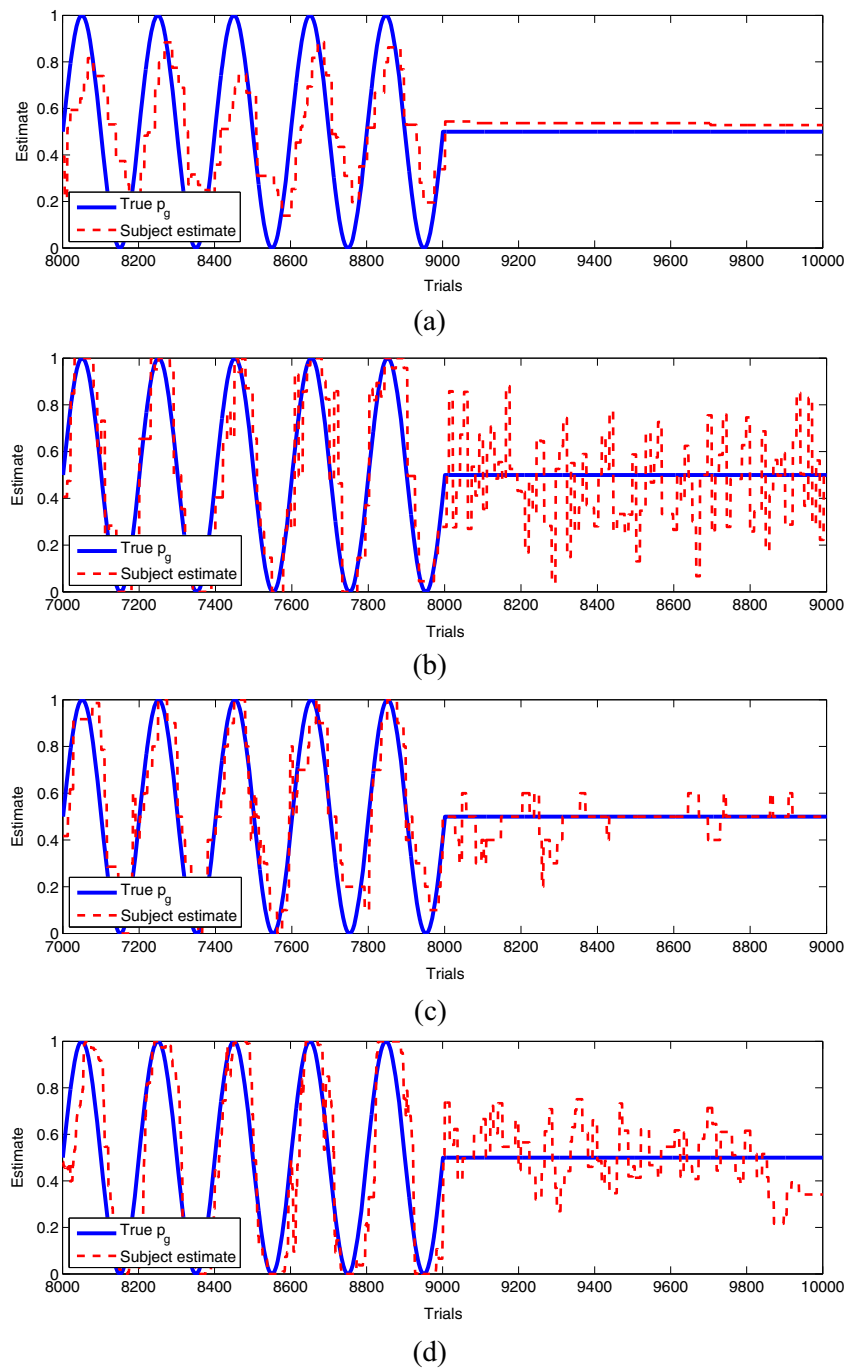 1
0.8
0.6
0.4
0.2
0
Estimate
True p_g
Subject estimate
8000 8200 8400 8600 8800 9000 9200 9400 9600 9800 10000
Trials
(a)
1
0.8
0.6
0.4
0.2
0
Estimate
True p_g
Subject estimate
7000 7200 7400 7600 7800 8000 8200 8400 8600 8800 9000
Trials
(b)
1
0.8
0.6
0.4
0.2
0
Estimate
True p_g
Subject estimate
7000 7200 7400 7600 7800 8000 8200 8400 8600 8800 9000
Trials
(c)
1
0.8
0.6
0.4
0.2
0
Estimate
True p_g
Subject estimate
8000 8200 8400 8600 8800 9000 9200 9400 9600 9800 10000
Trials
(d)